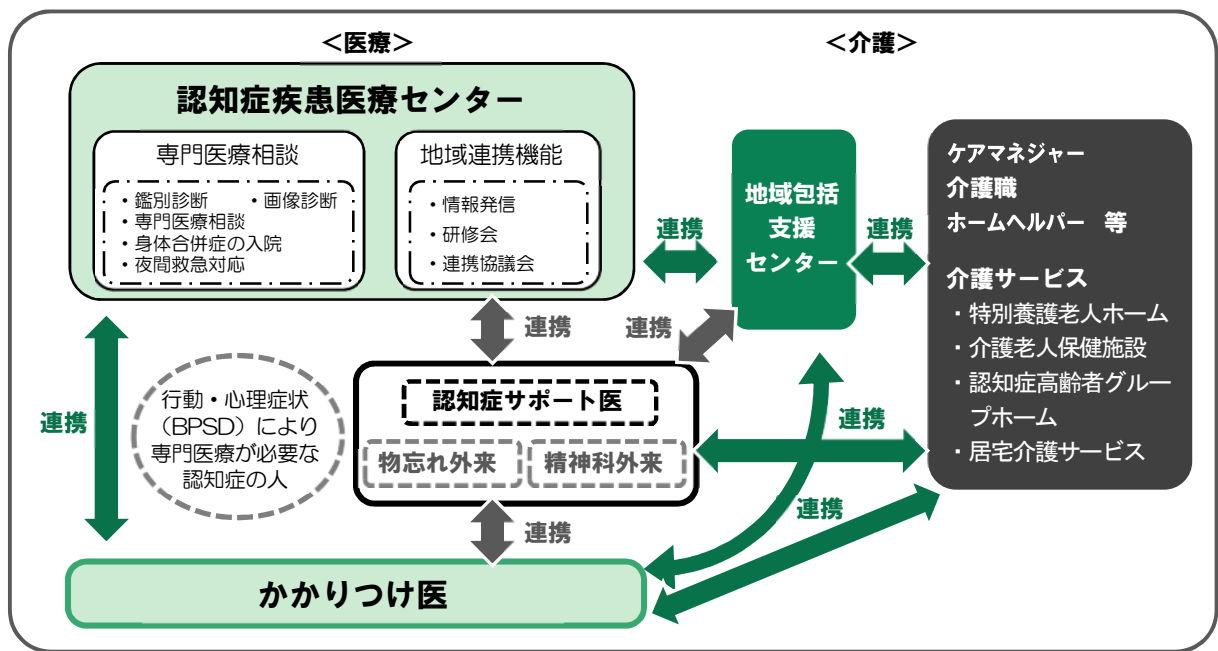 ＜医療＞
＜介護＞
認知症疾患医療センター
専門医療相談
・鑑別診断　・画像診断
・専門医療相談
・身体合併症の入院
・夜間救急対応
地域連携機能
・情報発信
・研修会
・連携協議会
連携
地域包括
支援
センター
連携
ケアマネジャー
介護職
ホームヘルパー　等
介護サービス
・特別養護老人ホーム
・介護老人保健施設
・認知症高齢者グルー
プホーム
・居宅介護サービス
連携
連携
連携
行動・心理症状
（BPSD）により
専門医療が必要な
認知症の人
認知症サポート医
物忘れ外来
精神科外来
連携
連携
連携
かかりつけ医